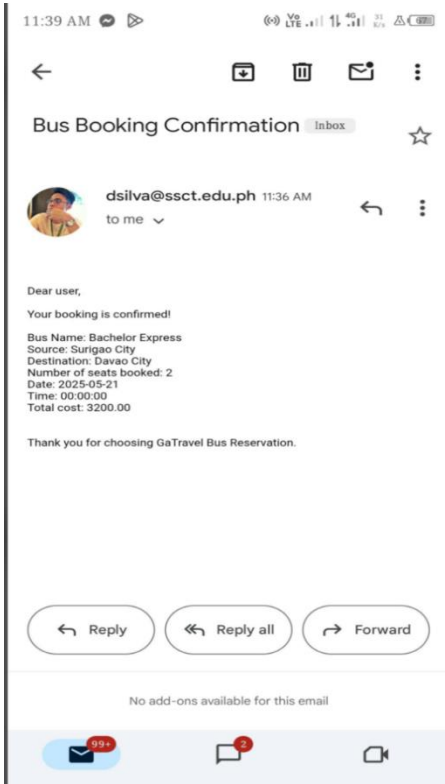 11:39 AM
Vo LTE 4G
Bus Booking Confirmation Inbox
dsilva@ssct.edu.ph 11:36 AM
to me
Dear user,
Your booking is confirmed!
Bus Name: Bachelor Express
Source: Surigao City
Destination: Davao City
Number of seats booked: 2
Date: 2025-05-21
Time: 00:00:00
Total cost: 3200.00
Thank you for choosing GaTravel Bus Reservation.
Reply Reply all Forward
No add-ons available for this email
99+ 2